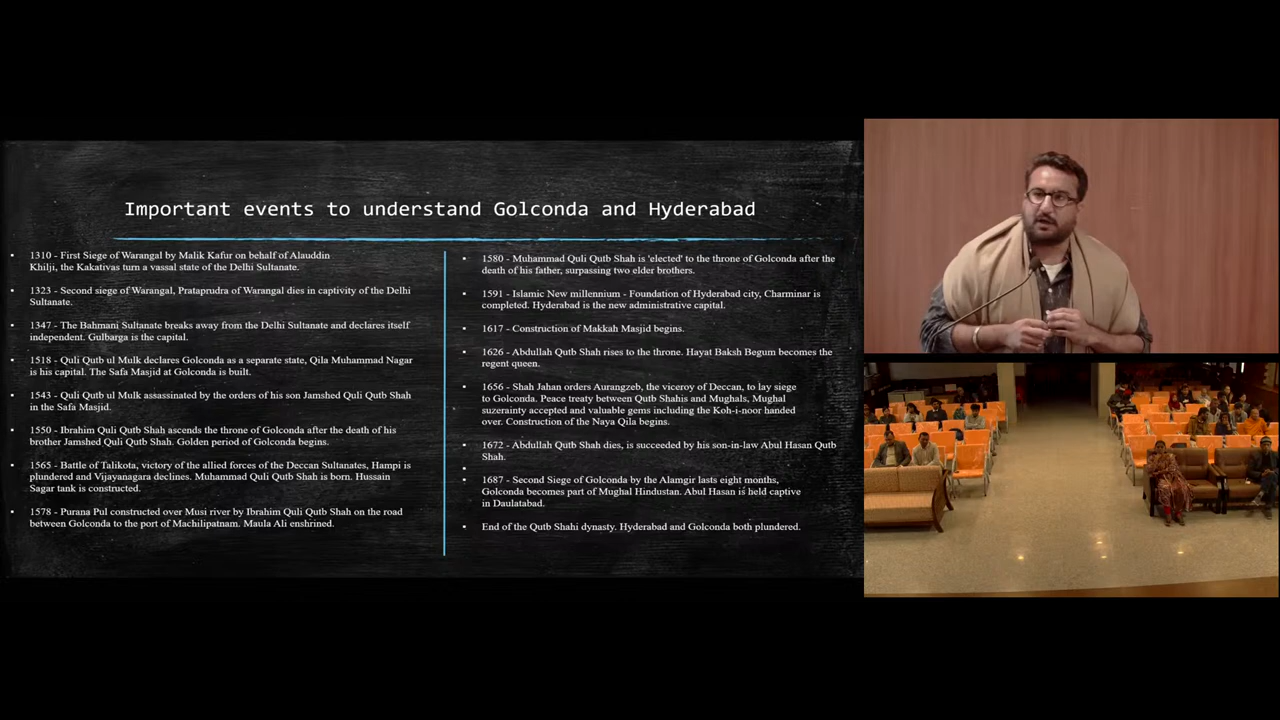 Important events to understand Golconda and Hyderabad
▪ 1310 - First Siege of Warangal by Malik Kafur on behalf of Alauddin
Khilji, the Kakativas turn a vassal state of the Delhi Sultanate.
▪ 1323 - Second siege of Warangal, Prataprudra of Warangal dies in captivity of the Delhi
Sultanate.
▪ 1347 - The Bahmani Sultanate breaks away from the Delhi Sultanate and declares itself
independent. Gulbarga is the capital.
▪ 1518 - Quli Qutb ul Mulk declares Golconda as a separate state, Qila Muhammad Nagar
is his capital. The Safa Masjid at Golconda is built.
▪ 1543 - Quli Qutb ul Mulk assassinated by the orders of his son Jamshed Quli Qutb Shah
in the Safa Masjid.
▪ 1550 - Ibrahim Quli Qutb Shah ascends the throne of Golconda after the death of his
brother Jamshed Quli Qutb Shah. Golden period of Golconda begins.
▪ 1565 - Battle of Talikota, victory of the allied forces of the Deccan Sultanates, Hampi is
plundered and Vijayanagara declines. Muhammad Quli Qutb Shah is born. Hussain
Sagar tank is constructed.
▪ 1578 - Purana Pul constructed over Musi river by Ibrahim Quli Qutb Shah on the road
between Golconda to the port of Machilipatnam. Maula Ali enshrined.
▪ 1580 - Muhammad Quli Qutb Shah is 'elected' to the throne of Golconda after the
death of his father, surpassing two elder brothers.
▪ 1591 - Islamic New millennium - Foundation of Hyderabad city, Charminar is
completed. Hyderabad is the new administrative capital.
▪ 1617 - Construction of Makkah Masjid begins.
▪ 1626 - Abdullah Qutb Shah rises to the throne. Hayat Baksh Begum becomes the
regent queen.
▪ 1656 - Shah Jahan orders Aurangzeb, the viceroy of Deccan, to lay siege
to Golconda. Peace treaty between Qutb Shahis and Mughals, Mughal
suzerainty accepted and valuable gems including the Koh-i-noor handed
over. Construction of the Naya Qila begins.
▪ 1672 - Abdullah Qutb Shah dies, is succeeded by his son-in-law Abul Hasan Qutb
Shah.
▪
▪ 1687 - Second Siege of Golconda by the Alamgir lasts eight months,
Golconda becomes part of Mughal Hindustan. Abul Hasan is held captive
in Daulatabad.
▪ End of the Qutb Shahi dynasty. Hyderabad and Golconda both plundered.